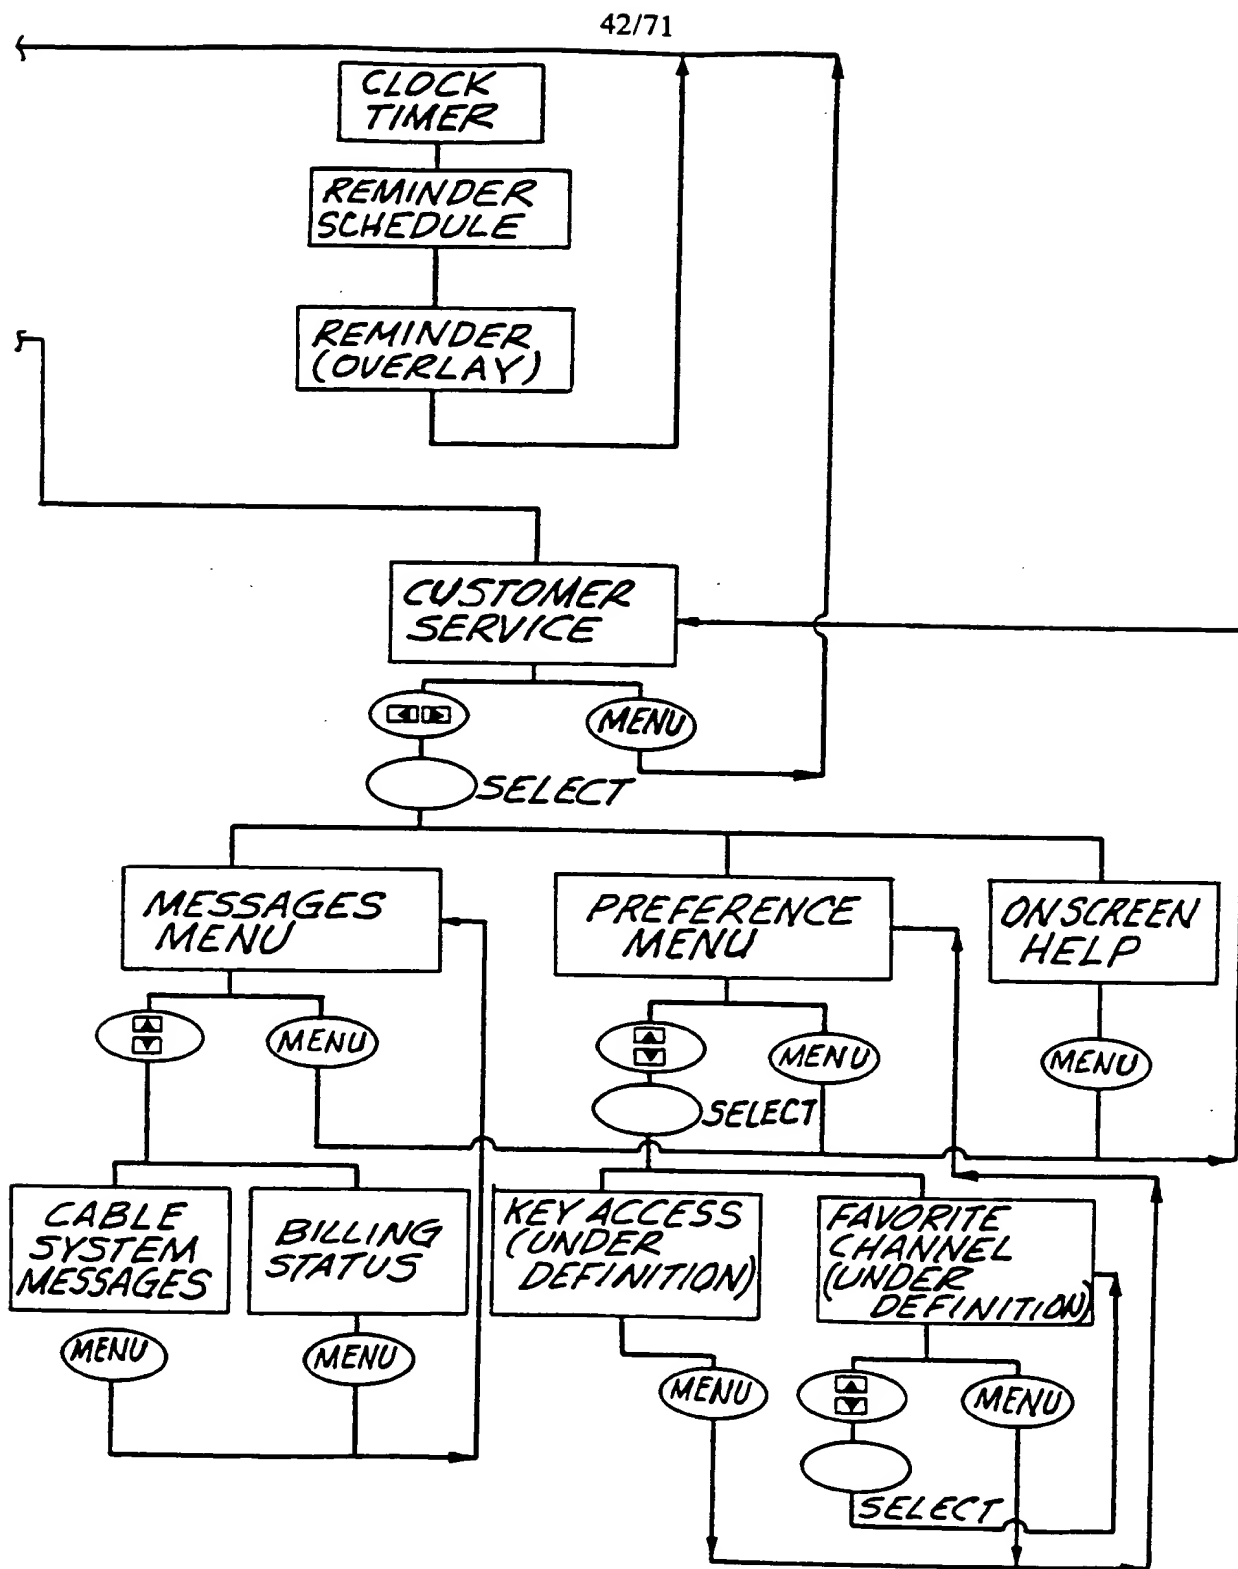 42/71
CLOCK
TIMER
REMINDER
SCHEDULE
REMINDER
(OVERLAY)
CUSTOMER
SERVICE
MENU
SELECT
MESSAGES
MENU
PREFERENCE
MENU
ON SCREEN
HELP
MENU
MENU
MENU
SELECT
CABLE
SYSTEM
MESSAGES
BILLING
STATUS
KEY ACCESS
(UNDER
DEFINITION)
FAVORITE
CHANNEL
(UNDER
DEFINITION)
MENU
MENU
MENU
MENU
SELECT